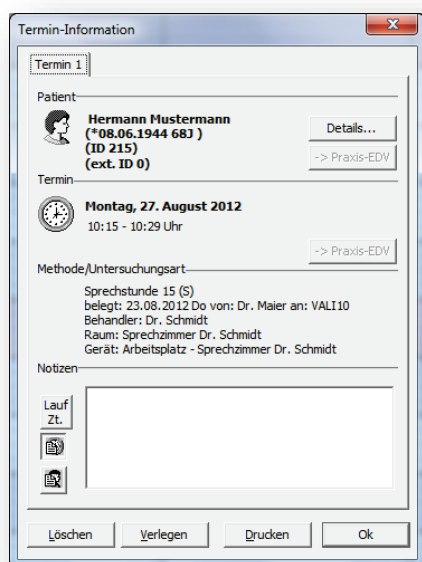 Termin-Information
Termin 1
Patient
Hermann Mustermann
(*08.06.1944 68J )
(ID 215)
(ext. ID 0)
Details...
-> Praxis-EDV
Termin
Montag, 27. August 2012
10:15 - 10:29 Uhr
-> Praxis-EDV
Methode/Untersuchungsart
Sprechstunde 15 (S)
belegt: 23.08.2012 Do von: Dr. Maier an: VALI10
Behandler: Dr. Schmidt
Raum: Sprechzimmer Dr. Schmidt
Gerät: Arbeitsplatz - Sprechzimmer Dr. Schmidt
Notizen
Lauf
Zt.
Löschen
Verlegen
Drucken
Ok